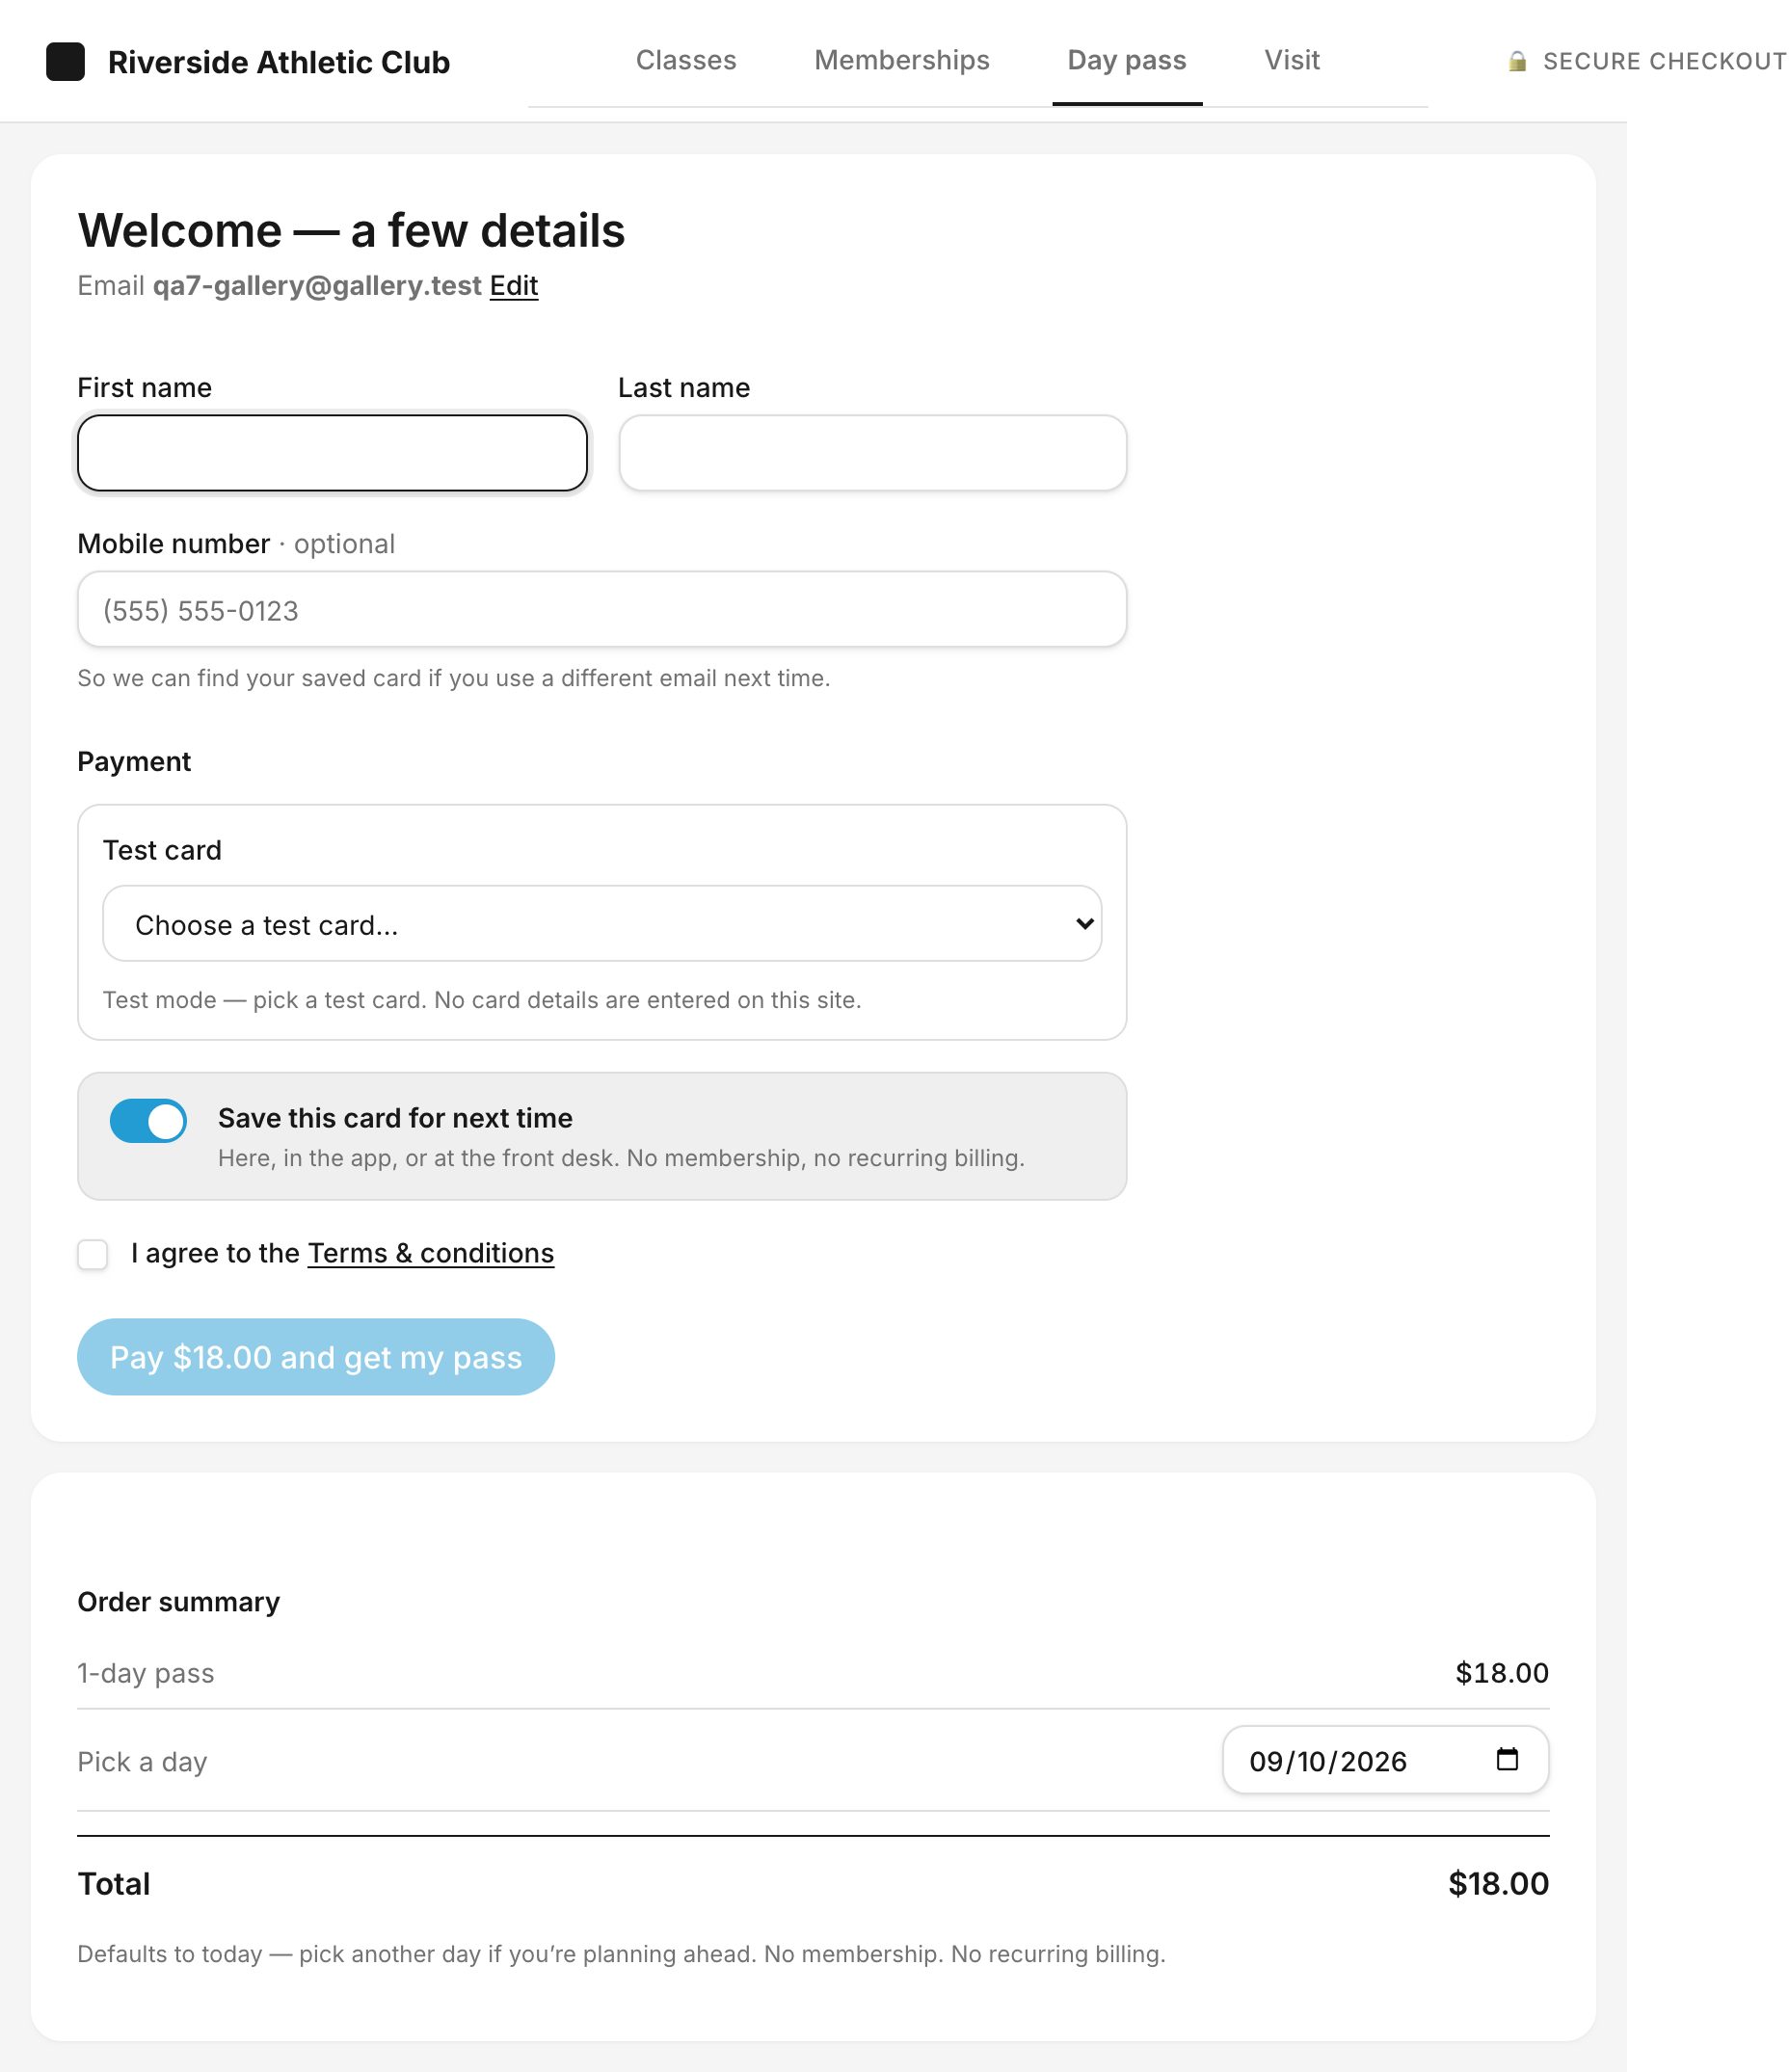 Riverside Athletic Club
Classes
Memberships
Day pass
Visit
🔒 SECURE CHECKOUT
Welcome — a few details
Email qa7-gallery@gallery.test Edit
First name
Last name
Mobile number · optional
(555) 555-0123
So we can find your saved card if you use a different email next time.
Payment
Test card
Choose a test card...
Test mode — pick a test card. No card details are entered on this site.
Save this card for next time
Here, in the app, or at the front desk. No membership, no recurring billing.
I agree to the Terms & conditions
Pay $18.00 and get my pass
Order summary
1-day pass
$18.00
Pick a day
09/10/2026
Total
$18.00
Defaults to today — pick another day if you’re planning ahead. No membership. No recurring billing.